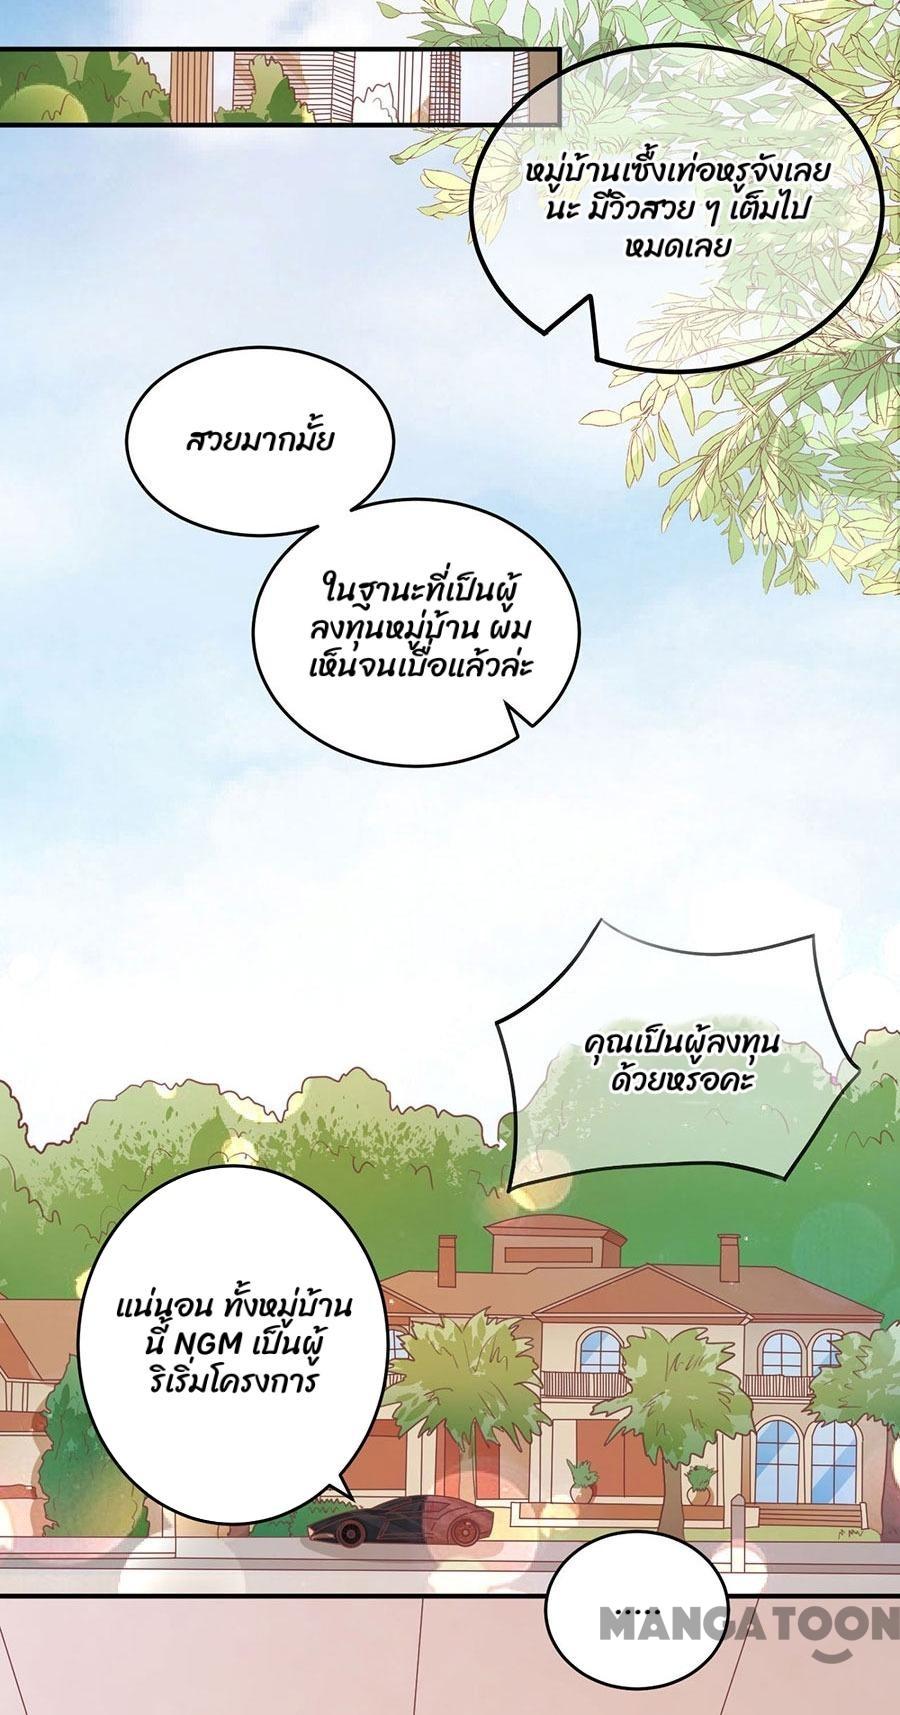 หมู่บ้านเซิ้งเท่อหรูจังเลย
นะ มีวิวสวย ๆ เต็มไป
หมดเลย
สวยมากมั้ย
ในฐานะที่เป็นผู้
ลงทุนหมู่บ้าน ผม
เห็นจนเบื่อแล้วล่ะ
คุณเป็นผู้ลงทุน
ด้วยหรอคะ
แน่นอน ทั้งหมู่บ้าน
นี้ NGM เป็นผู้
ริเริ่มโครงการ
.....
MANGATOON